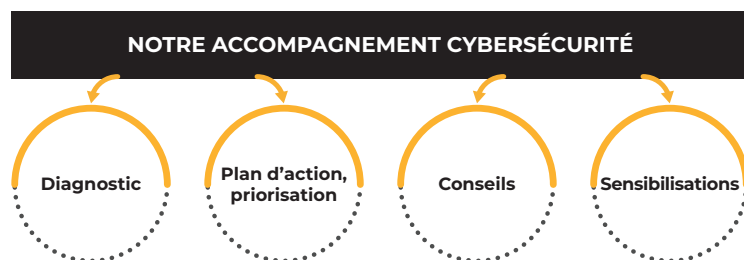 NOTRE ACCOMPAGNEMENT CYBERSÉCURITÉ
Diagnostic
Plan d’action,
priorisation
Conseils
Sensibilisations